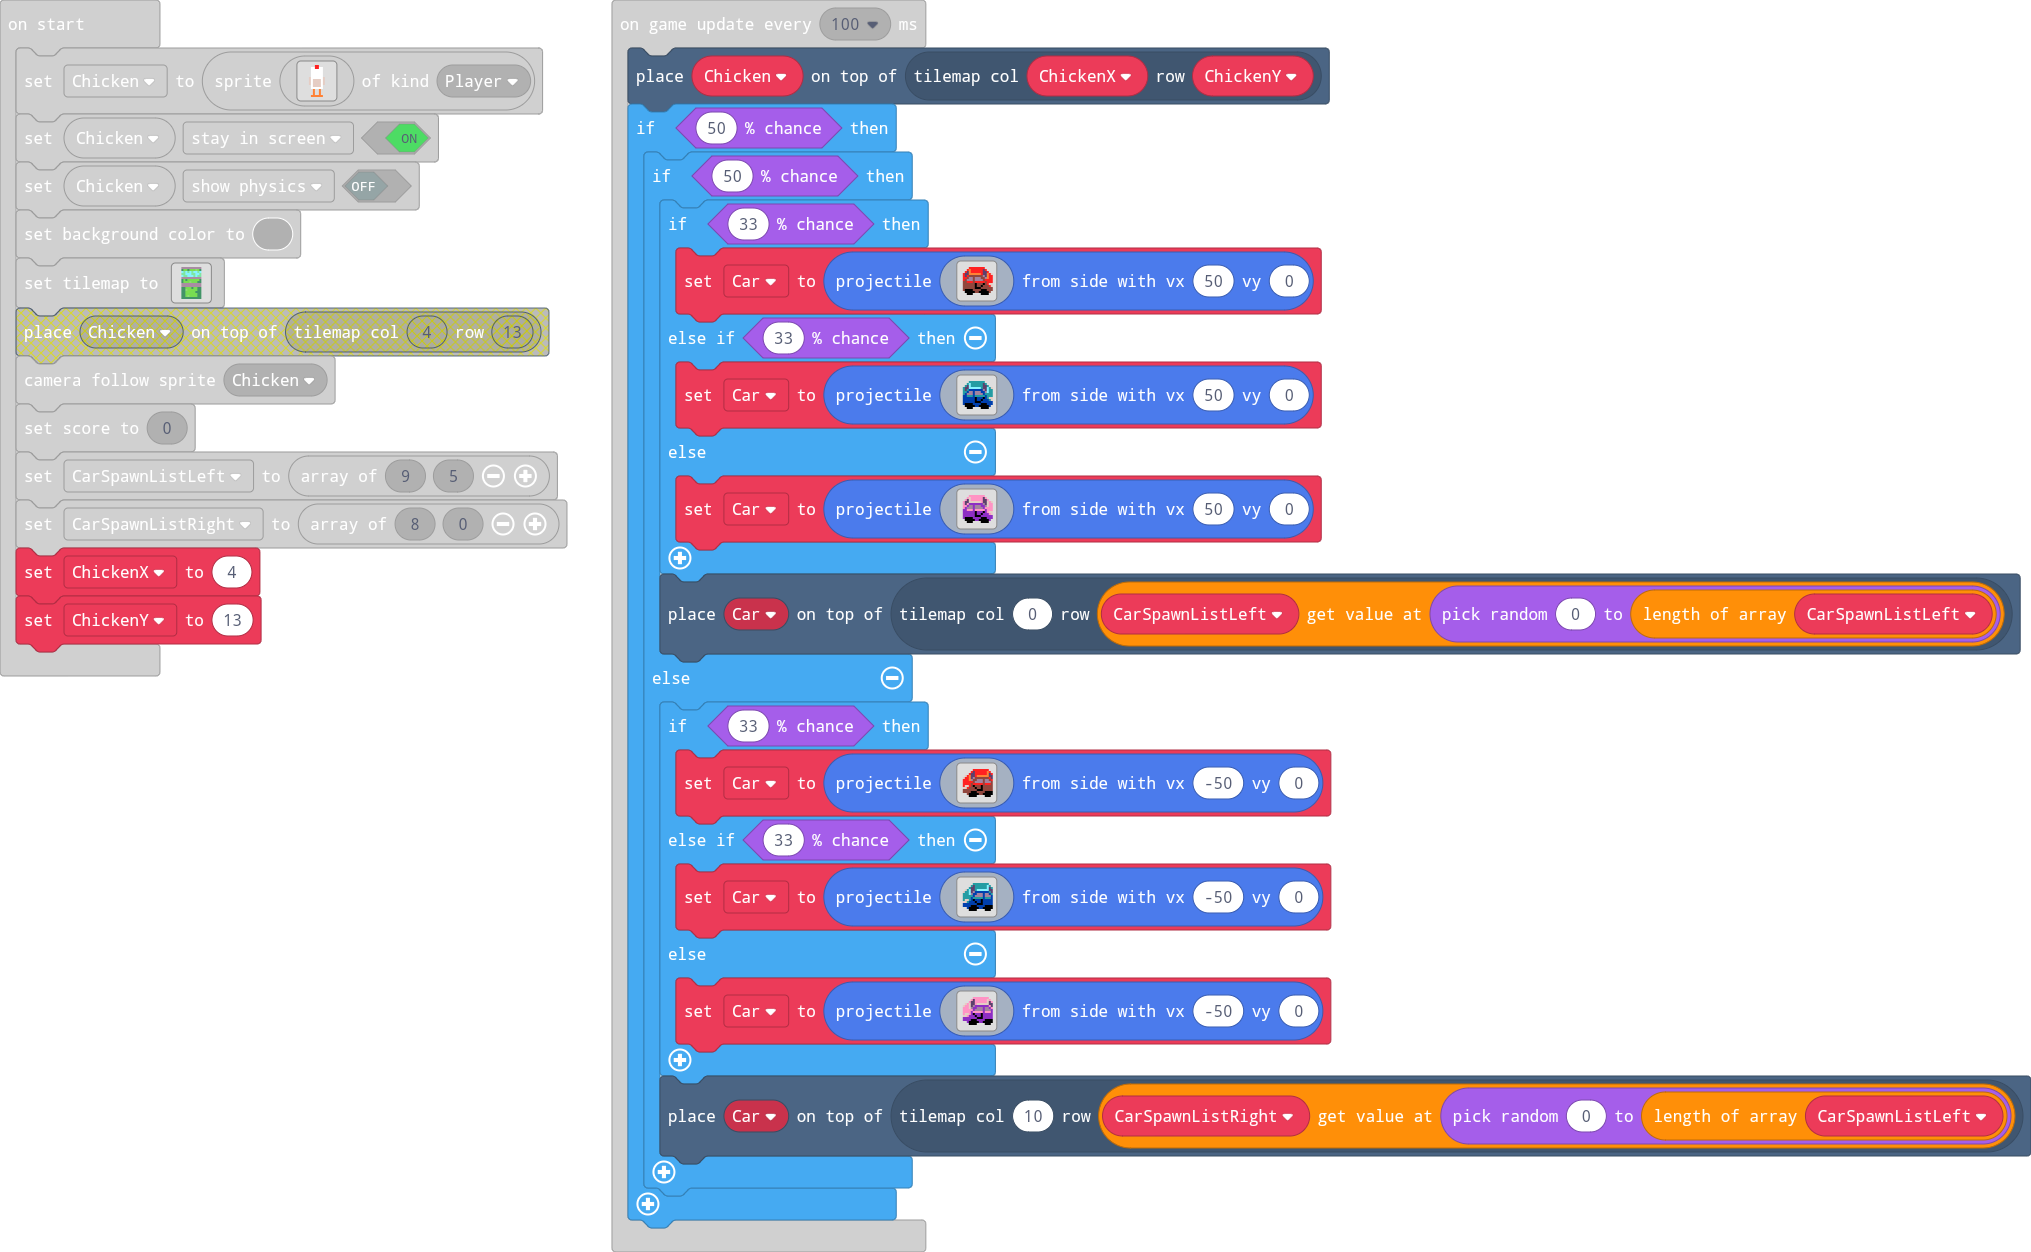 on start
set Chicken to sprite of kind Player
set Chicken stay in screen ON
set Chicken show physics OFF
set background color to
set tilemap to
place Chicken on top of tilemap col 4 row 13
camera follow sprite Chicken
set score to 0
set CarSpawnListLeft to array of 9 5
set CarSpawnListRight to array of 8 0
set ChickenX to 4
set ChickenY to 13
on game update every 100 ms
place Chicken on top of tilemap col ChickenX row ChickenY
if 50 % chance then
if 50 % chance then
if 33 % chance then
set Car to projectile from side with vx 50 vy 0
else if 33 % chance then
set Car to projectile from side with vx 50 vy 0
else
set Car to projectile from side with vx 50 vy 0
place Car on top of tilemap col 0 row CarSpawnListLeft get value at pick random 0 to length of array CarSpawnListLeft
else
if 33 % chance then
set Car to projectile from side with vx -50 vy 0
else if 33 % chance then
set Car to projectile from side with vx -50 vy 0
else
set Car to projectile from side with vx -50 vy 0
place Car on top of tilemap col 10 row CarSpawnListRight get value at pick random 0 to length of array CarSpawnListLeft